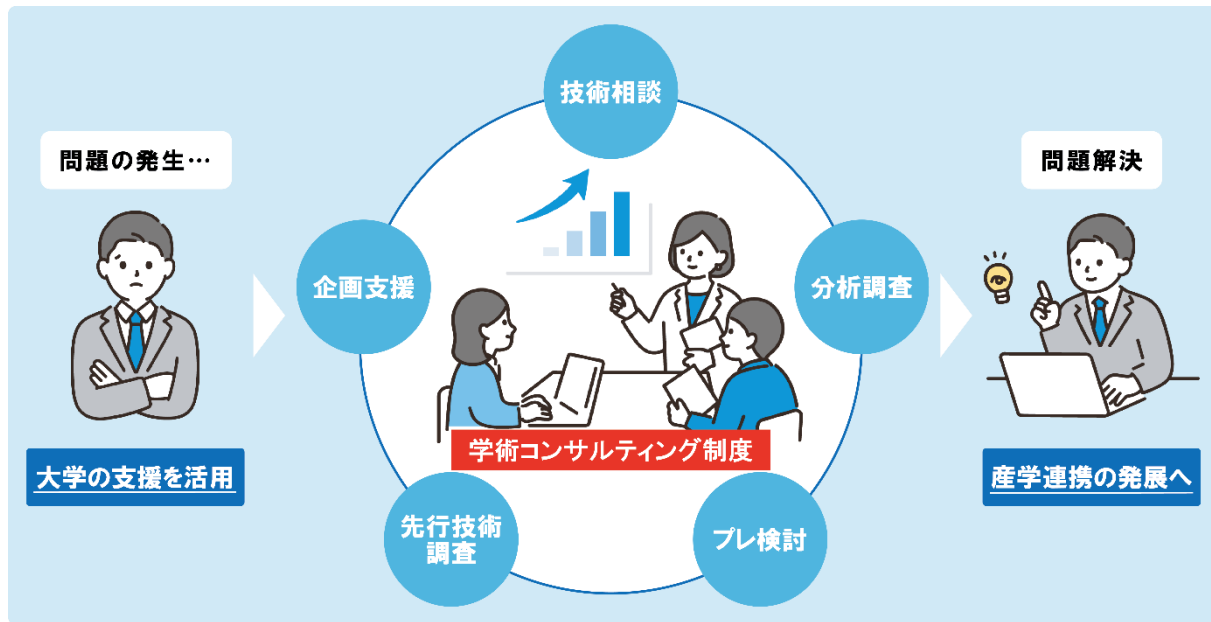 問題の発生…
大学の支援を活用
技術相談
企画支援
分析調査
学術コンサルティング制度
先行技術
調査
プレ検討
問題解決
産学連携の発展へ